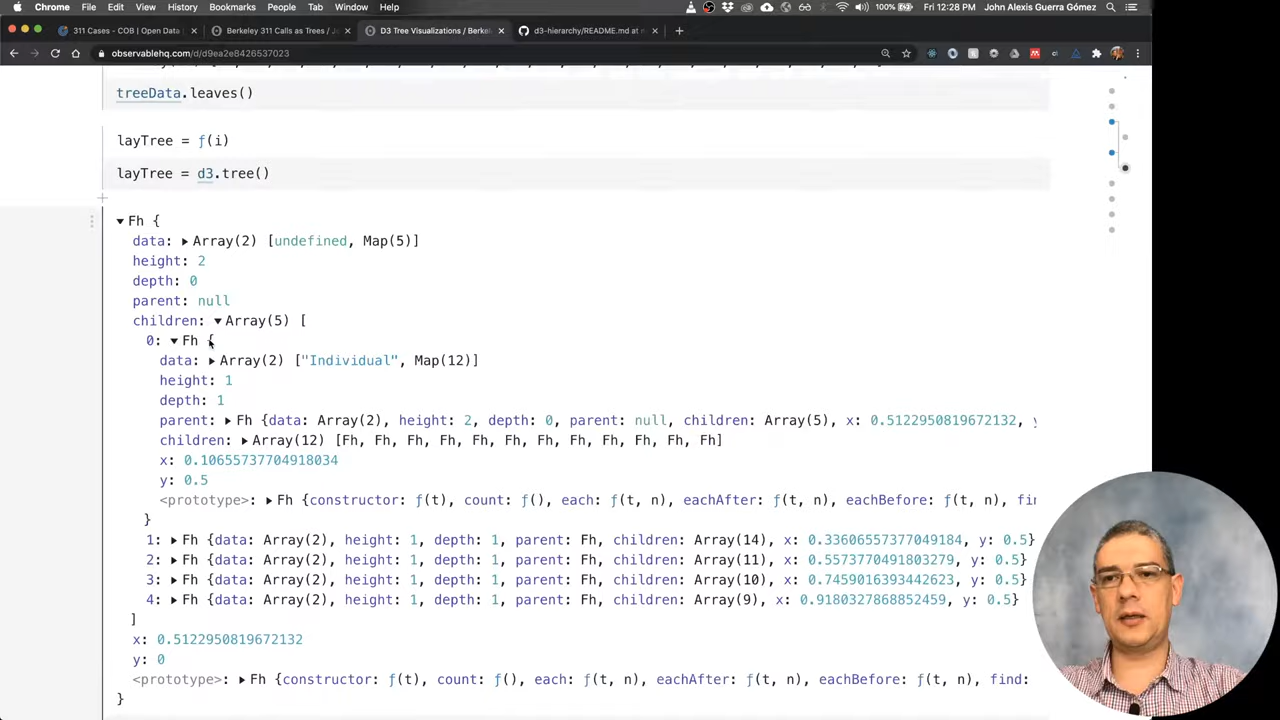 Chrome File Edit View History Bookmarks People Tab Window Help 100% Fri 12:28 PM John Alexis Guerra Gómez
311 Cases - COB | Open Data Berkeley 311 Calls as Trees / J D3 Tree Visualizations / Berkel d3-hierarchy/README.md at m
observablehq.com/d/d9ea2e8426537023
treeData.leaves()
layTree = ƒ(i)
layTree = d3.tree()
Fh {
data: Array(2) [undefined, Map(5)]
height: 2
depth: 0
parent: null
children: Array(5) [
0: Fh {
data: Array(2) ["Individual", Map(12)]
height: 1
depth: 1
parent: Fh {data: Array(2), height: 2, depth: 0, parent: null, children: Array(5), x: 0.5122950819672132, y
children: Array(12) [Fh, Fh, Fh, Fh, Fh, Fh, Fh, Fh, Fh, Fh, Fh, Fh]
x: 0.10655737704918034
y: 0.5
<prototype>: Fh {constructor: ƒ(t), count: ƒ(), each: ƒ(t, n), eachAfter: ƒ(t, n), eachBefore: ƒ(t, n), fin
}
1: Fh {data: Array(2), height: 1, depth: 1, parent: Fh, children: Array(14), x: 0.33606557377049184, y: 0.5}
2: Fh {data: Array(2), height: 1, depth: 1, parent: Fh, children: Array(11), x: 0.5573770491803279, y: 0.5}
3: Fh {data: Array(2), height: 1, depth: 1, parent: Fh, children: Array(10), x: 0.7459016393442623, y: 0.5}
4: Fh {data: Array(2), height: 1, depth: 1, parent: Fh, children: Array(9), x: 0.9180327868852459, y: 0.5}
]
x: 0.5122950819672132
y: 0
<prototype>: Fh {constructor: ƒ(t), count: ƒ(), each: ƒ(t, n), eachAfter: ƒ(t, n), eachBefore: ƒ(t, n), find:
}